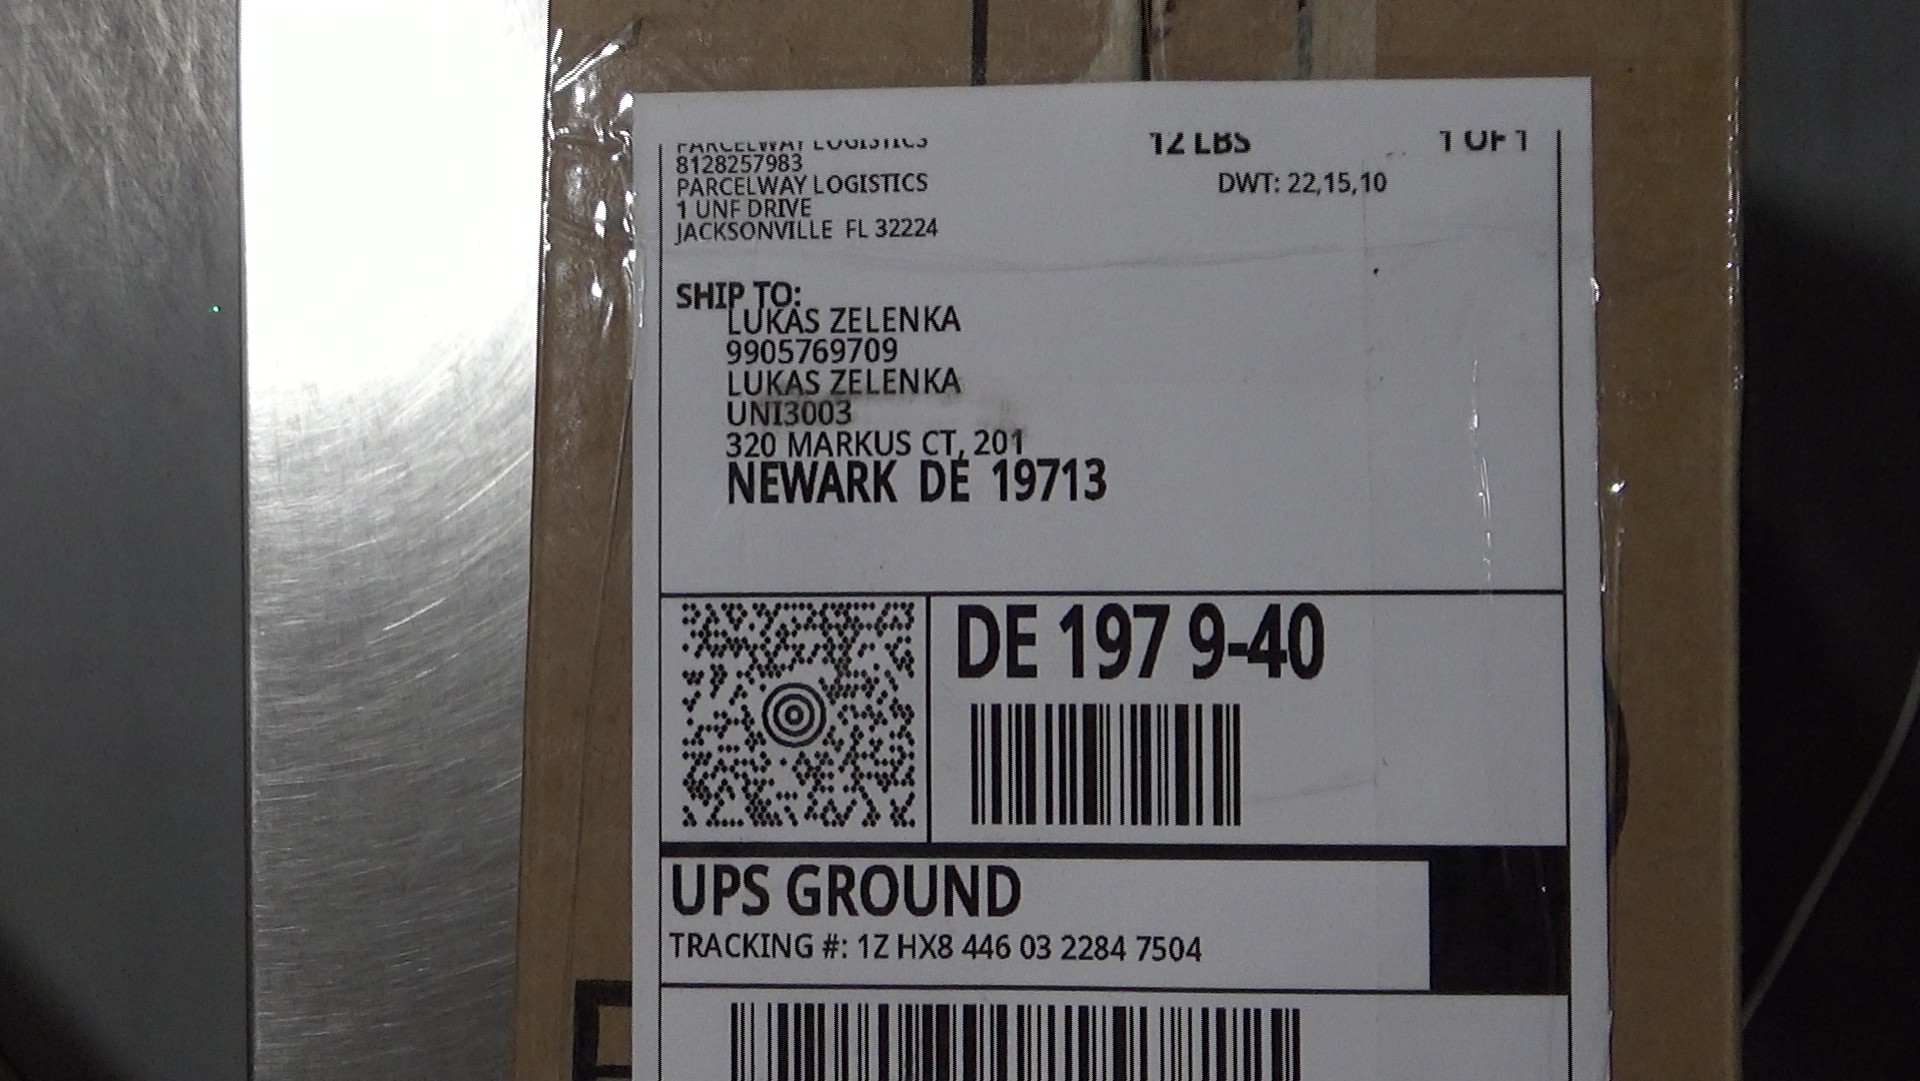 PARCELWAY LOGISTICS
8128257983
PARCELWAY LOGISTICS
1 UNF DRIVE
JACKSONVILLE FL 32224
12 LBS
1 OF 1
DWT: 22,15,10
SHIP TO:
LUKAS ZELENKA
9905769709
LUKAS ZELENKA
UNI3003
320 MARKUS CT, 201
NEWARK DE 19713
DE 197 9-40
UPS GROUND
TRACKING #: 1Z HX8 446 03 2284 7504